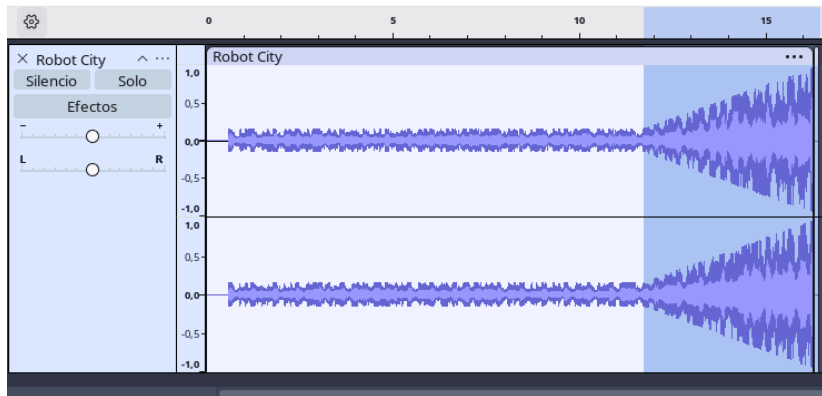 0 5 10 15
Robot City ...
Robot City ...
Silencio Solo
Efectos
- +
L R
1,0
0,5
0,0
-0,5
-1,0
1,0
0,5
0,0
-0,5
-1,0